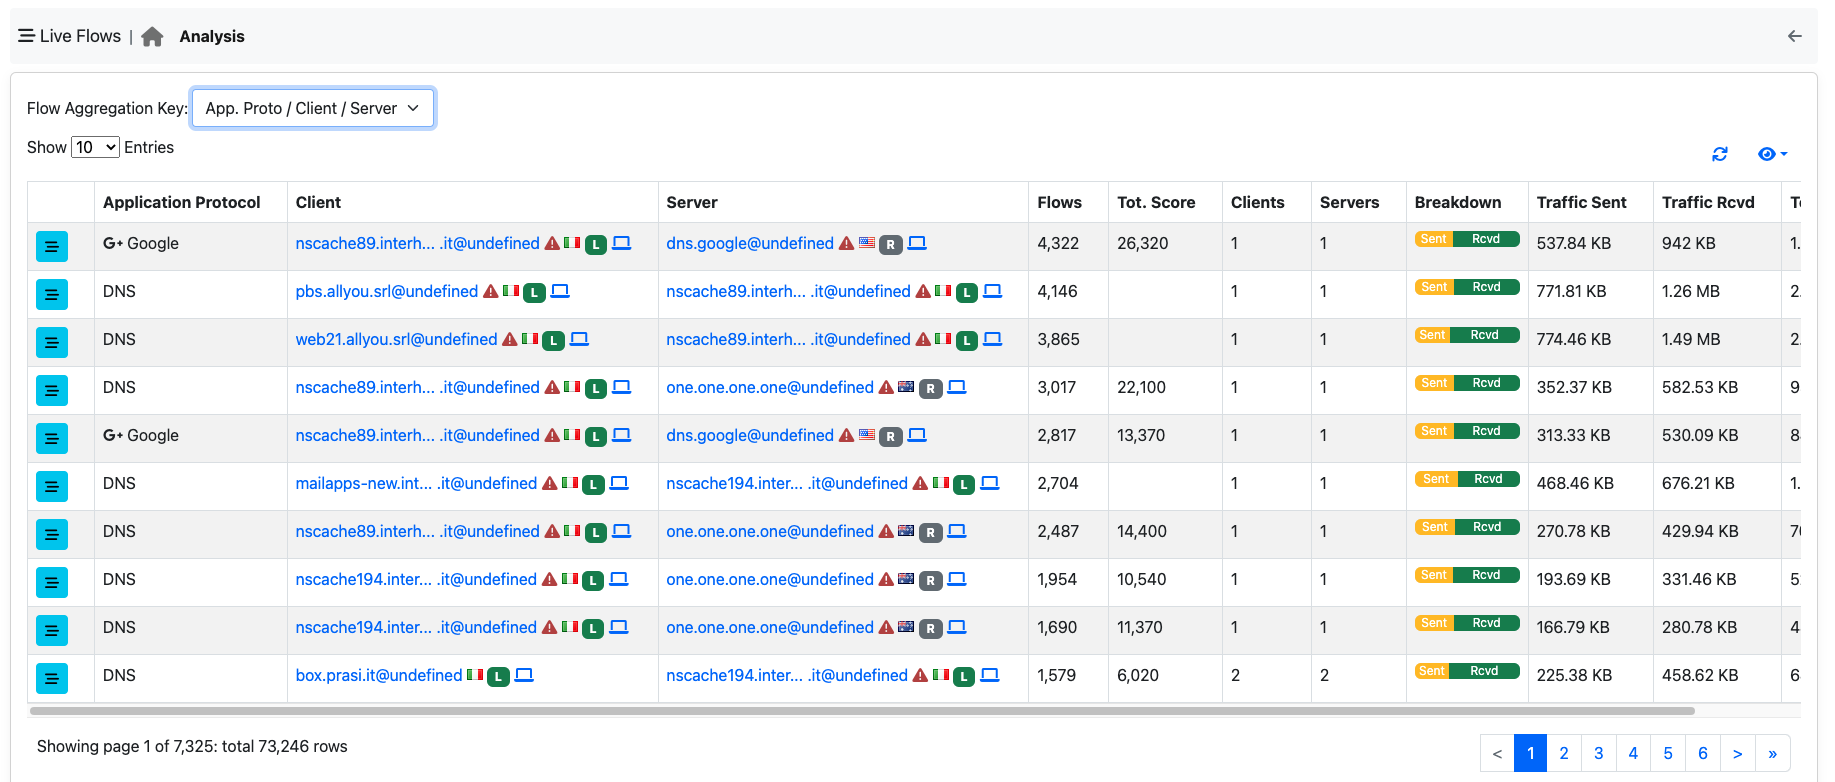 Live Flows | Analysis
Flow Aggregation Key: App. Proto / Client / Server
Show 10 Entries
Application Protocol Client Server Flows Tot. Score Clients Servers Breakdown Traffic Sent Traffic Rcvd
G+ Google nscache89.interh... .it@undefined L dns.google@undefined R 4,322 26,320 1 1 Sent Rcvd 537.84 KB 942 KB 1.
DNS pbs.allyou.srl@undefined L nscache89.interh... .it@undefined L 4,146 1 1 Sent Rcvd 771.81 KB 1.26 MB 2.
DNS web21.allyou.srl@undefined L nscache89.interh... .it@undefined L 3,865 1 1 Sent Rcvd 774.46 KB 1.49 MB 2.
DNS nscache89.interh... .it@undefined L one.one.one.one@undefined R 3,017 22,100 1 1 Sent Rcvd 352.37 KB 582.53 KB 9
G+ Google nscache89.interh... .it@undefined L dns.google@undefined R 2,817 13,370 1 1 Sent Rcvd 313.33 KB 530.09 KB
DNS mailapps-new.int... .it@undefined L nscache194.inter... .it@undefined L 2,704 1 1 Sent Rcvd 468.46 KB 676.21 KB 1.
DNS nscache89.interh... .it@undefined L one.one.one.one@undefined R 2,487 14,400 1 1 Sent Rcvd 270.78 KB 429.94 KB
DNS nscache194.inter... .it@undefined L one.one.one.one@undefined R 1,954 10,540 1 1 Sent Rcvd 193.69 KB 331.46 KB
DNS nscache194.inter... .it@undefined L one.one.one.one@undefined R 1,690 11,370 1 1 Sent Rcvd 166.79 KB 280.78 KB
DNS box.prasi.it@undefined L nscache194.inter... .it@undefined L 1,579 6,020 2 2 Sent Rcvd 225.38 KB 458.62 KB
Showing page 1 of 7,325: total 73,246 rows
< 1 2 3 4 5 6 > »